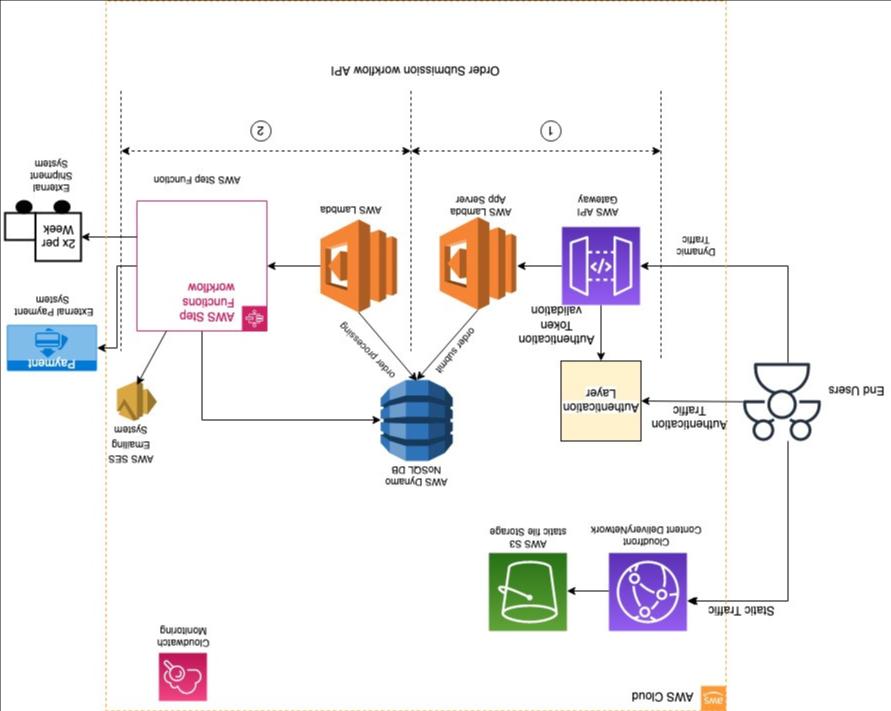 AWS Cloud
Cloudwatch
Monitoring
Static Traffic
Cloudfront
Content DeliveryNetwork
AWS S3
static file Storage
End Users
Authentication
Traffic
Authentication
Layer
Authentication
Token
validation
Dynamic
Traffic
AWS API
Gateway
AWS Lambda
App Server
order submit
AWS Dynamo
NoSQL DB
order processing
AWS Lambda
AWS Step
Functions
workflow
AWS Step Function
AWS SES
Emailing
System
Payment
External Payment
System
2x per
Week
External
Shipment
System
1
2
Order Submission workflow API
aws